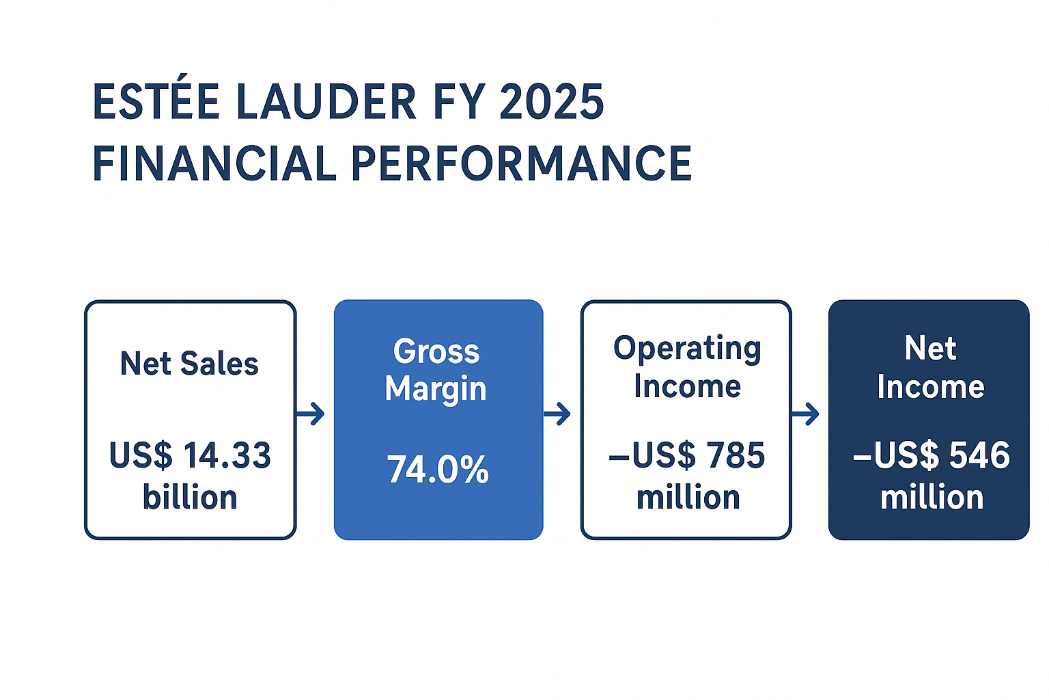 ESTÉE LAUDER FY 2025
FINANCIAL PERFORMANCE
Net Sales
US$ 14.33
billion
Gross
Margin
74.0%
Operating
Income
–US$ 785
million
Net
Income
–US$ 546
million